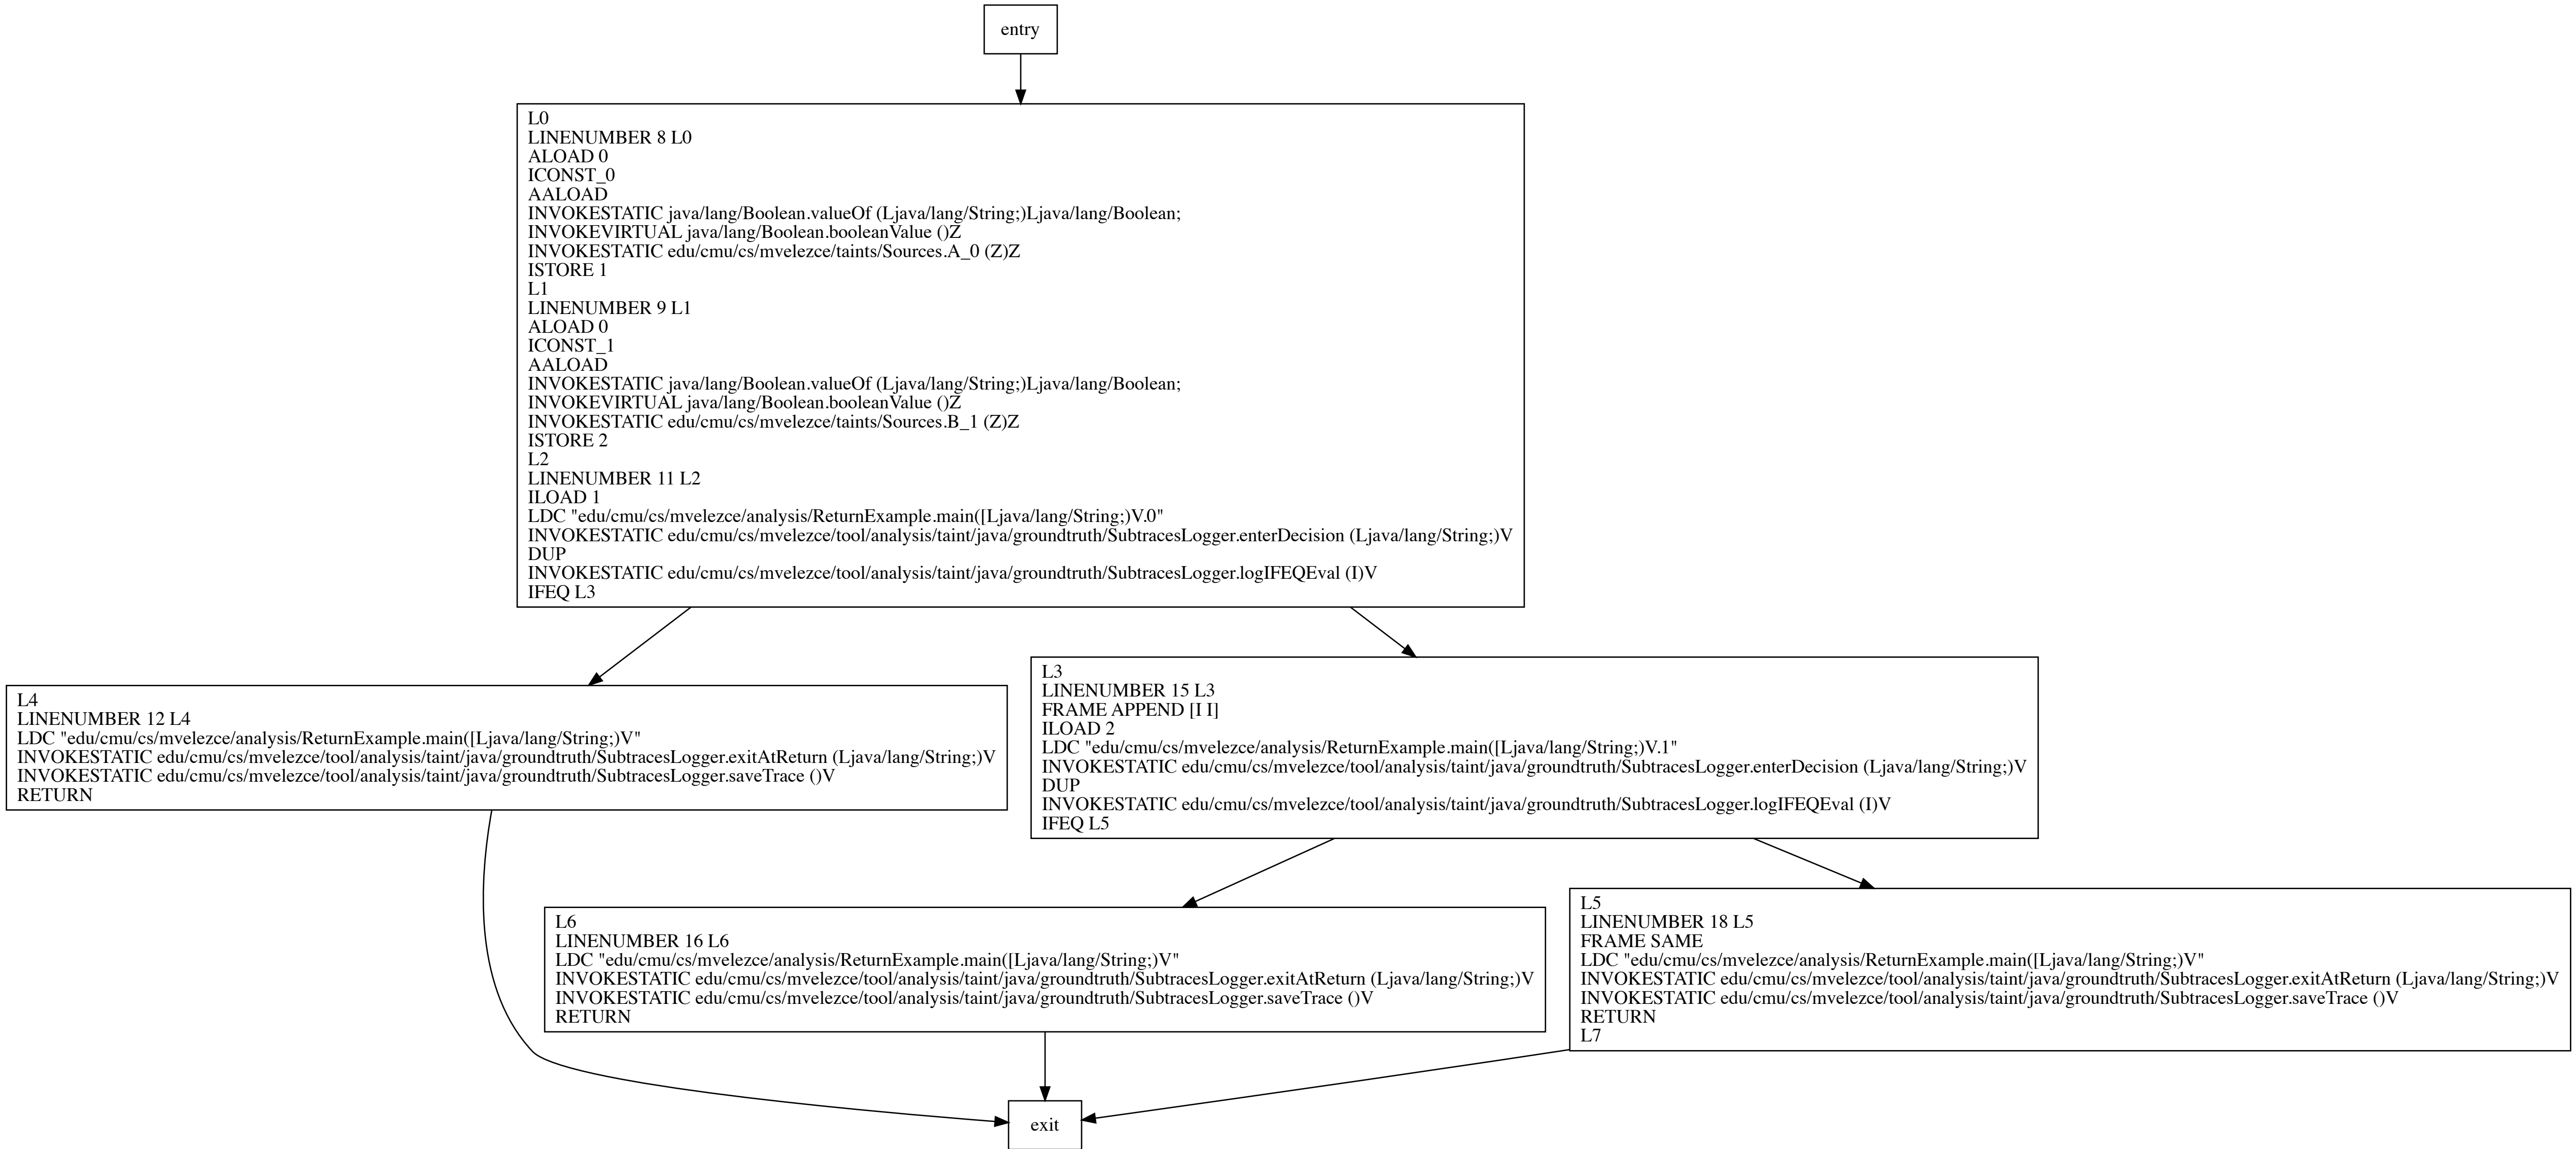 entry
L0
LINENUMBER 8 L0
ALOAD 0
ICONST_0
AALOAD
INVOKESTATIC java/lang/Boolean.valueOf (Ljava/lang/String;)Ljava/lang/Boolean;
INVOKEVIRTUAL java/lang/Boolean.booleanValue ()Z
INVOKESTATIC edu/cmu/cs/mvelezce/taints/Sources.A_0 (Z)Z
ISTORE 1
L1
LINENUMBER 9 L1
ALOAD 0
ICONST_1
AALOAD
INVOKESTATIC java/lang/Boolean.valueOf (Ljava/lang/String;)Ljava/lang/Boolean;
INVOKEVIRTUAL java/lang/Boolean.booleanValue ()Z
INVOKESTATIC edu/cmu/cs/mvelezce/taints/Sources.B_1 (Z)Z
ISTORE 2
L2
LINENUMBER 11 L2
ILOAD 1
LDC "edu/cmu/cs/mvelezce/analysis/ReturnExample.main([Ljava/lang/String;)V.0"
INVOKESTATIC edu/cmu/cs/mvelezce/tool/analysis/taint/java/groundtruth/SubtracesLogger.enterDecision (Ljava/lang/String;)V
DUP
INVOKESTATIC edu/cmu/cs/mvelezce/tool/analysis/taint/java/groundtruth/SubtracesLogger.logIFEQEval (I)V
IFEQ L3
L4
LINENUMBER 12 L4
LDC "edu/cmu/cs/mvelezce/analysis/ReturnExample.main([Ljava/lang/String;)V"
INVOKESTATIC edu/cmu/cs/mvelezce/tool/analysis/taint/java/groundtruth/SubtracesLogger.exitAtReturn (Ljava/lang/String;)V
INVOKESTATIC edu/cmu/cs/mvelezce/tool/analysis/taint/java/groundtruth/SubtracesLogger.saveTrace ()V
RETURN
L3
LINENUMBER 15 L3
FRAME APPEND [I I]
ILOAD 2
LDC "edu/cmu/cs/mvelezce/analysis/ReturnExample.main([Ljava/lang/String;)V.1"
INVOKESTATIC edu/cmu/cs/mvelezce/tool/analysis/taint/java/groundtruth/SubtracesLogger.enterDecision (Ljava/lang/String;)V
DUP
INVOKESTATIC edu/cmu/cs/mvelezce/tool/analysis/taint/java/groundtruth/SubtracesLogger.logIFEQEval (I)V
IFEQ L5
L6
LINENUMBER 16 L6
LDC "edu/cmu/cs/mvelezce/analysis/ReturnExample.main([Ljava/lang/String;)V"
INVOKESTATIC edu/cmu/cs/mvelezce/tool/analysis/taint/java/groundtruth/SubtracesLogger.exitAtReturn (Ljava/lang/String;)V
INVOKESTATIC edu/cmu/cs/mvelezce/tool/analysis/taint/java/groundtruth/SubtracesLogger.saveTrace ()V
RETURN
L5
LINENUMBER 18 L5
FRAME SAME
LDC "edu/cmu/cs/mvelezce/analysis/ReturnExample.main([Ljava/lang/String;)V"
INVOKESTATIC edu/cmu/cs/mvelezce/tool/analysis/taint/java/groundtruth/SubtracesLogger.exitAtReturn (Ljava/lang/String;)V
INVOKESTATIC edu/cmu/cs/mvelezce/tool/analysis/taint/java/groundtruth/SubtracesLogger.saveTrace ()V
RETURN
L7
exit